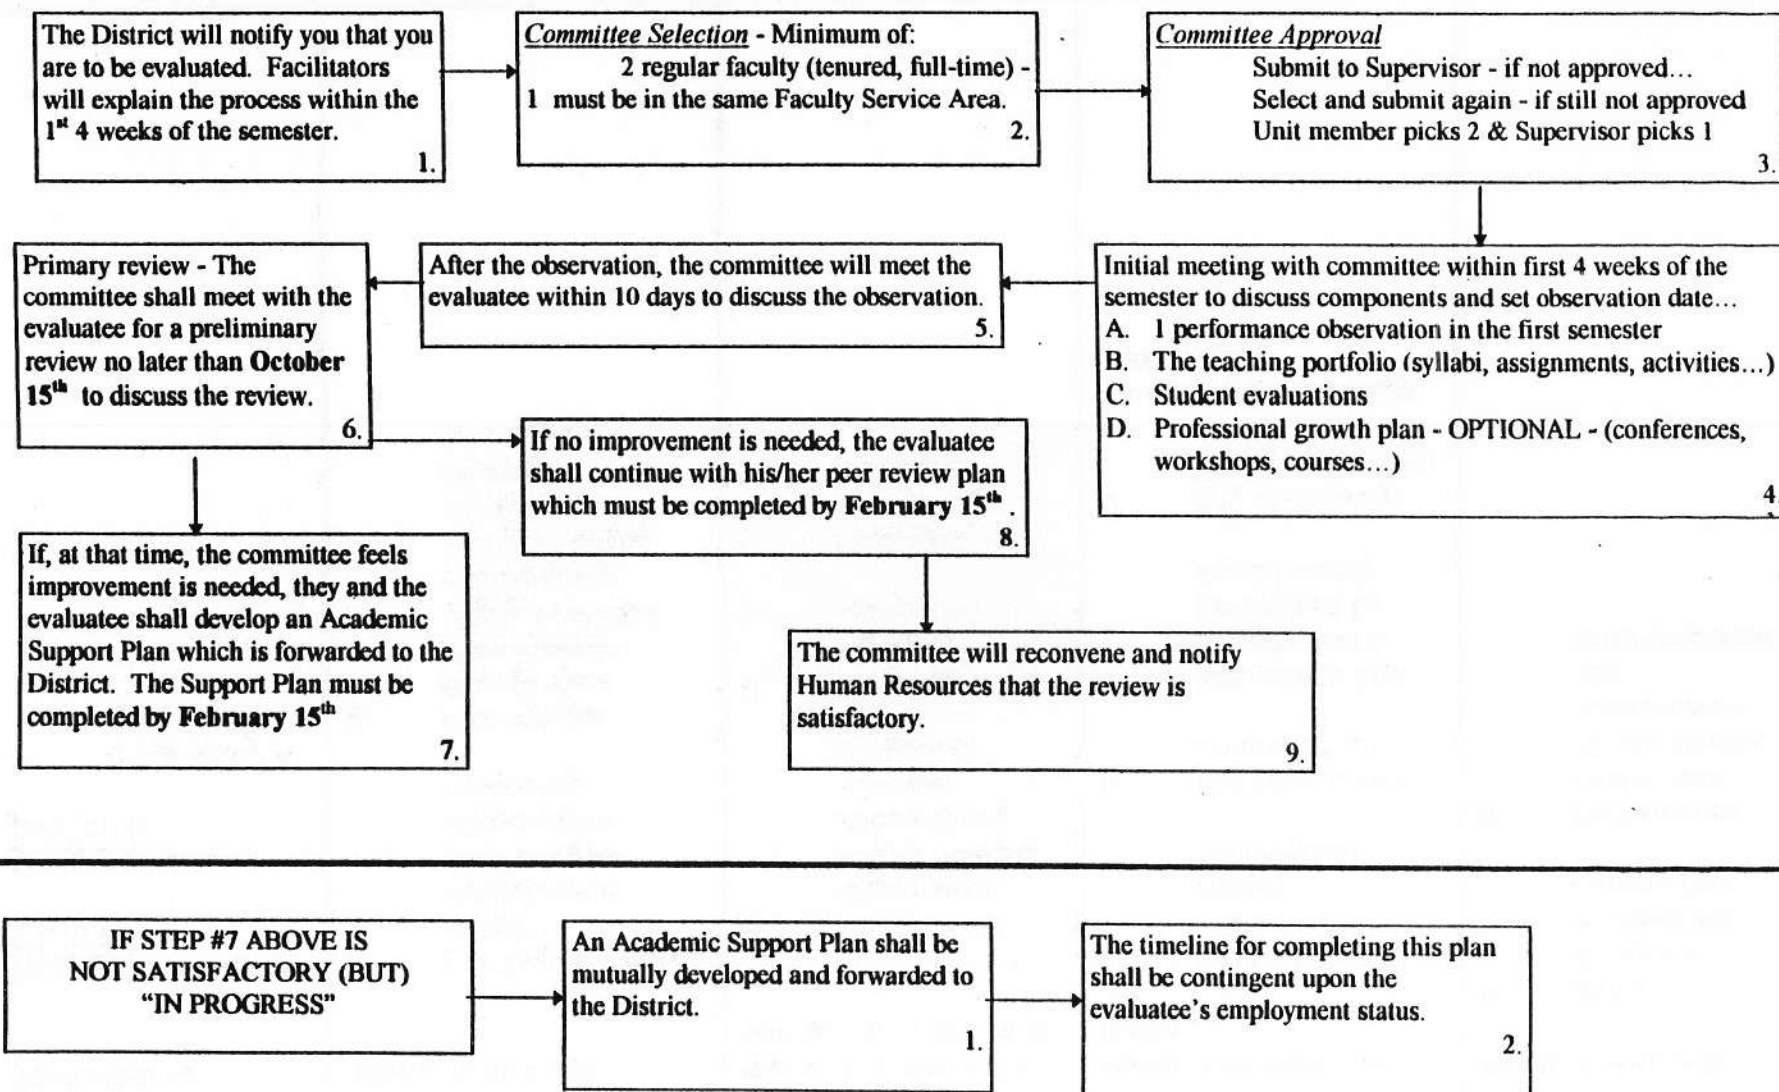 The District will notify you that you
are to be evaluated. Facilitators
will explain the process within the
1st 4 weeks of the semester.
1.
Committee Selection - Minimum of:
2 regular faculty (tenured, full-time) -
1 must be in the same Faculty Service Area.
2.
Committee Approval
Submit to Supervisor - if not approved...
Select and submit again - if still not approved
Unit member picks 2 & Supervisor picks 1
3.
Initial meeting with committee within first 4 weeks of the
semester to discuss components and set observation date...
A. 1 performance observation in the first semester
B. The teaching portfolio (syllabi, assignments, activities...)
C. Student evaluations
D. Professional growth plan - OPTIONAL - (conferences,
workshops, courses...)
4.
After the observation, the committee will meet the
evaluatee within 10 days to discuss the observation.
5.
Primary review - The
committee shall meet with the
evaluatee for a preliminary
review no later than October
15th to discuss the review.
6.
If, at that time, the committee feels
improvement is needed, they and the
evaluatee shall develop an Academic
Support Plan which is forwarded to the
District. The Support Plan must be
completed by February 15th
7.
If no improvement is needed, the evaluatee
shall continue with his/her peer review plan
which must be completed by February 15th .
8.
The committee will reconvene and notify
Human Resources that the review is
satisfactory.
9.
IF STEP #7 ABOVE IS
NOT SATISFACTORY (BUT)
“IN PROGRESS”
An Academic Support Plan shall be
mutually developed and forwarded to
the District.
1.
The timeline for completing this plan
shall be contingent upon the
evaluatee’s employment status.
2.